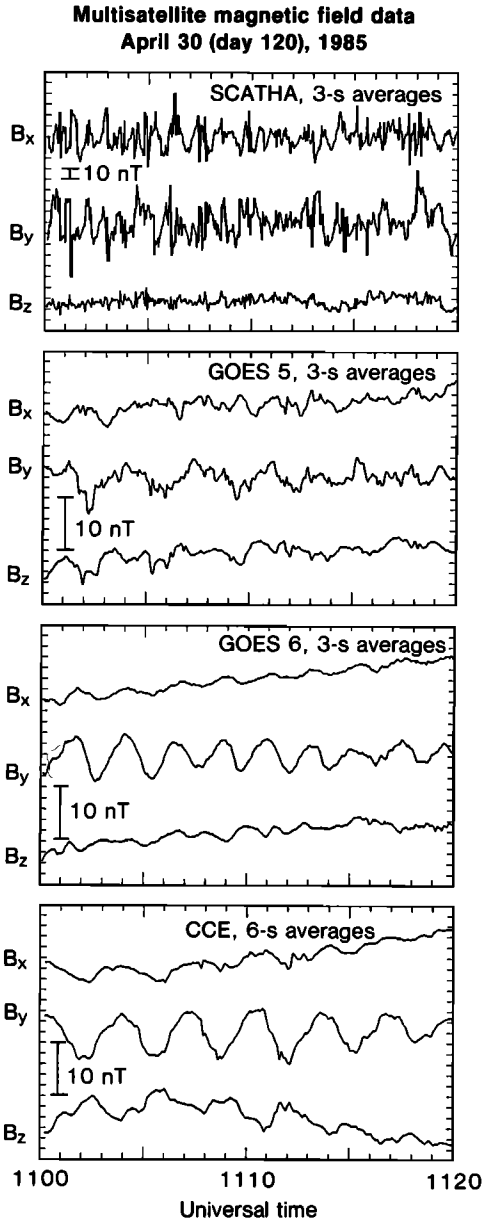 Multisatellite magnetic field data
April 30 (day 120), 1985
SCATHA, 3-s averages
Bx
10 nT
By
Bz
GOES 5, 3-s averages
Bx
By
10 nT
Bz
GOES 6, 3-s averages
Bx
By
10 nT
Bz
CCE, 6-s averages
Bx
By
10 nT
Bz
1100 1110 1120
Universal time